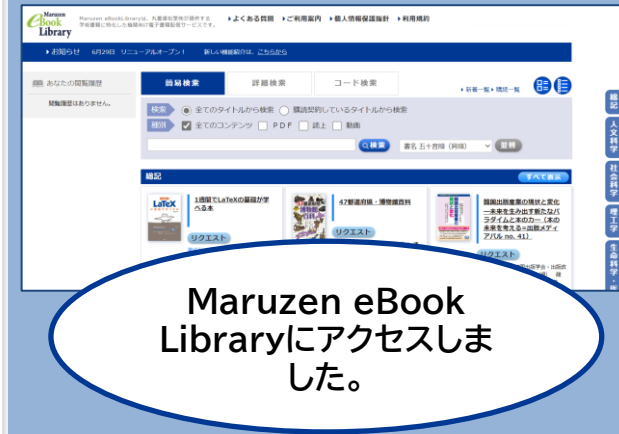 Maruzen
eBook
Library
Maruzen eBook Libraryは、丸善雄松堂が提供する
学術書籍に特化した機関向け電子書籍配信サービスです。
▶よくある質問 ▶ご利用案内 ▶個人情報保護指針 ▶利用規約
▶お知らせ 6月29日 リニューアルオープン! 新しい機能紹介は、こちらから
あなたの閲覧履歴
閲覧履歴はありません。
簡易検索 詳細検索 コード検索
▶新着一覧 ▶購読一覧
検索 全てのタイトルから検索 購読契約しているタイトルから検索
種別 全てのコンテンツ PDF 読上 動画
検索 書名 五十音順(昇順)
総記 すべて表示
LaTeX
1週間でLaTeXの基礎が学
べる本
リクエスト
47都道府県・博物館百科
リクエスト
韓国出版産業の現状と変化
―未来を生み出す新たなパ
ラダイムと本のカー(本の
未来を考える=出版メディ
アパル no. 41)
リクエスト
総記
人文科学
社会科学
理工学
生命科学・医
Maruzen eBook
Libraryにアクセスしま
した。